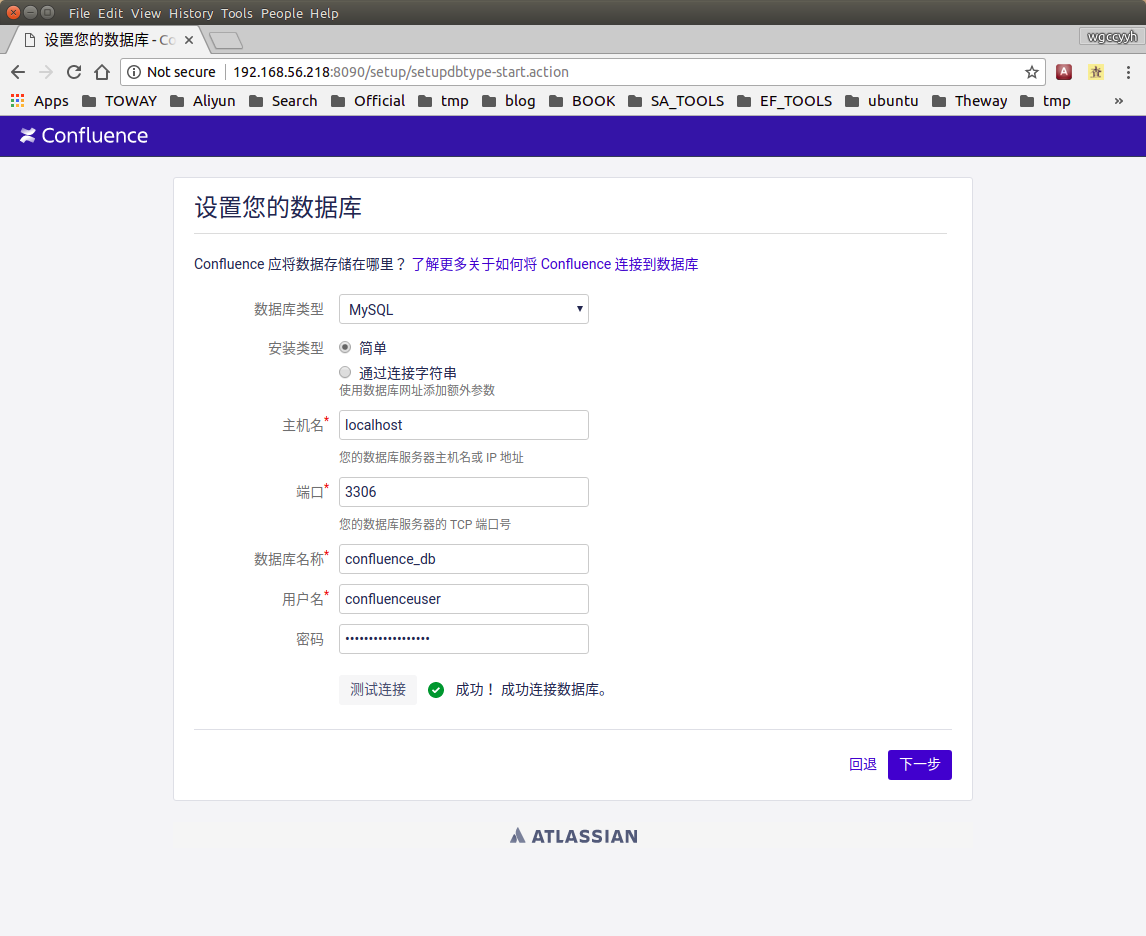 File Edit View History Tools People Help
设置您的数据库 - Co
wgccyyh
Not secure 192.168.56.218:8090/setup/setupdbtype-start.action
Apps TOWAY Aliyun Search Official tmp blog BOOK SA_TOOLS EF_TOOLS ubuntu Theway tmp »
Confluence
设置您的数据库
Confluence 应将数据存储在哪里？ 了解更多关于如何将 Confluence 连接到数据库
数据库类型 MySQL
安装类型 简单
通过连接字符串
使用数据库网址添加额外参数
主机名* localhost
您的数据库服务器主机名或 IP 地址
端口* 3306
您的数据库服务器的 TCP 端口号
数据库名称* confluence_db
用户名* confluenceuser
密码 ••••••••••••••••••
测试连接 成功！ 成功连接数据库。
回退 下一步
ATLASSIAN